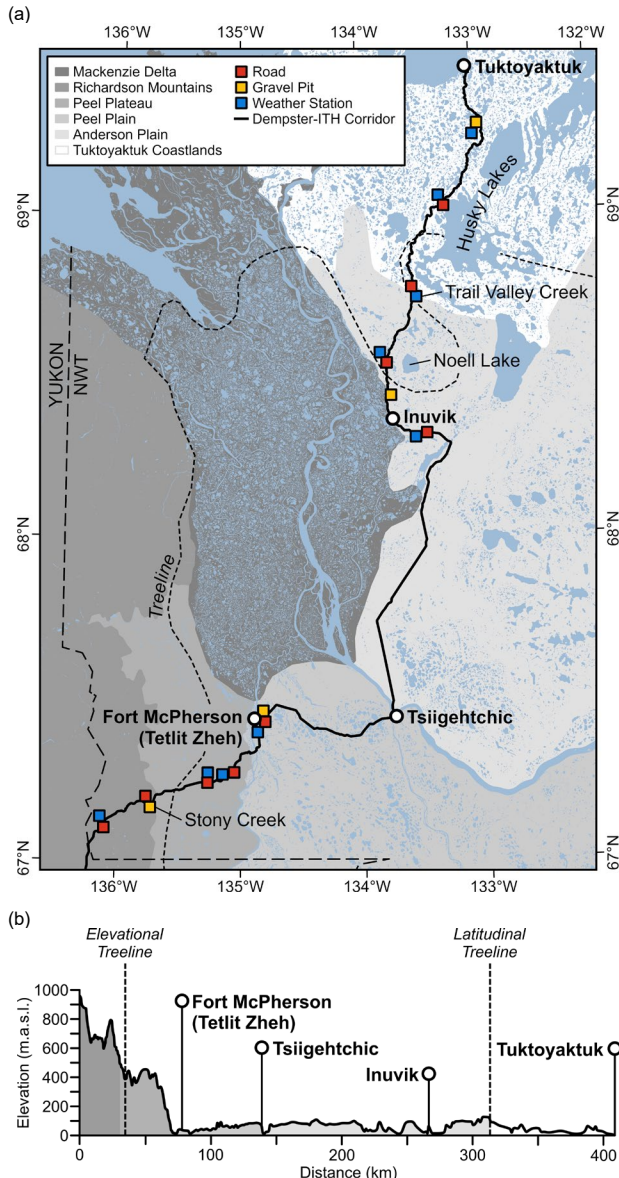 (a)
136°W 135°W 134°W 133°W 132°W
Mackenzie Delta
Richardson Mountains
Peel Plateau
Peel Plain
Anderson Plain
Tuktoyaktuk Coastlands
Road
Gravel Pit
Weather Station
Dempster-ITH Corridor
Tuktoyaktuk
69°N
69°N
Husky Lakes
Trail Valley Creek
Noell Lake
YUKON
NWT
Inuvik
68°N
68°N
Treeline
Fort McPherson
(Tetlit Zheh)
Tsiigehtchic
Stony Creek
67°N
67°N
136°W 135°W 134°W 133°W
(b)
Elevational
Treeline
Latitudinal
Treeline
Elevation (m.a.s.l.)
1000
800
600
400
200
0
Fort McPherson
(Tetlit Zheh)
Tsiigehtchic
Inuvik
Tuktoyaktuk
0 50 100 150 200 250 300 350 400
Distance (km)